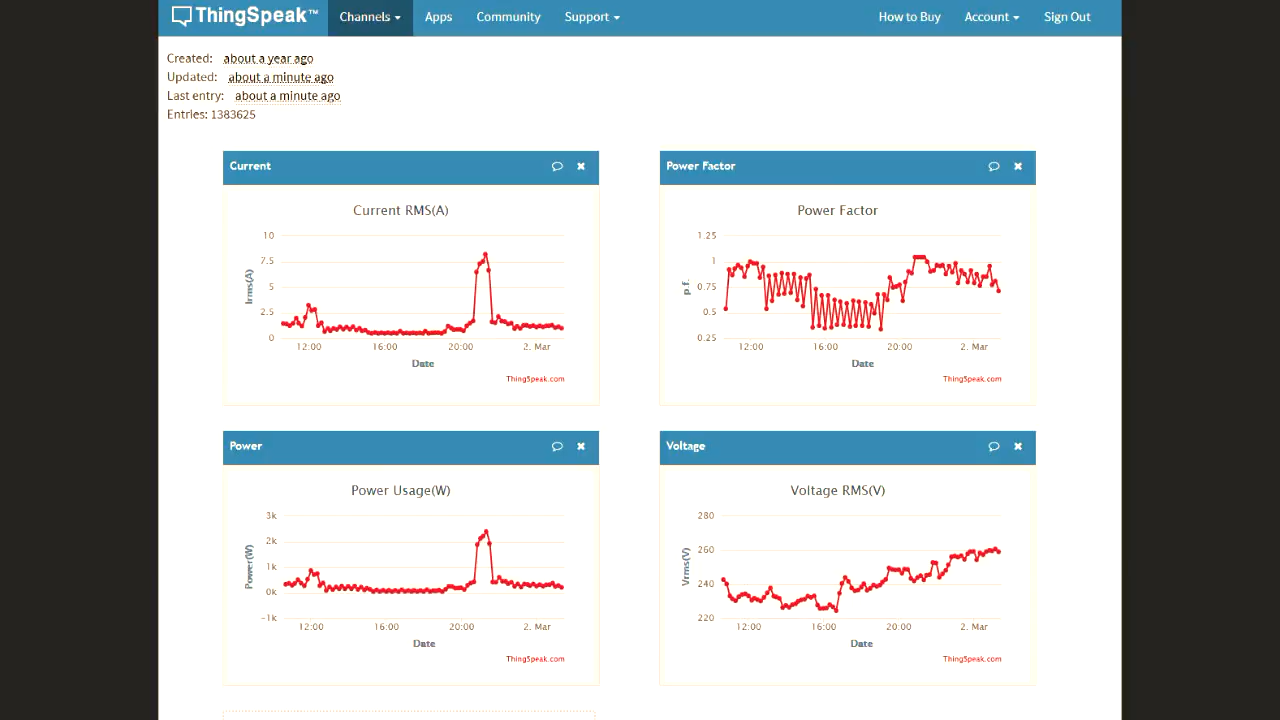 ThingSpeak™ Channels Apps Community Support How to Buy Account Sign Out
Created: about a year ago
Updated: about a minute ago
Last entry: about a minute ago
Entries: 1383625
Current
Current RMS(A)
Irms(A)
10
7.5
5
2.5
0
12:00 16:00 20:00 2. Mar
Date
ThingSpeak.com
Power Factor
Power Factor
p.f.
1.25
1
0.75
0.5
0.25
12:00 16:00 20:00 2. Mar
Date
ThingSpeak.com
Power
Power Usage(W)
Power(W)
3k
2k
1k
0k
-1k
12:00 16:00 20:00 2. Mar
Date
ThingSpeak.com
Voltage
Voltage RMS(V)
Vrms(V)
280
260
240
220
12:00 16:00 20:00 2. Mar
Date
ThingSpeak.com